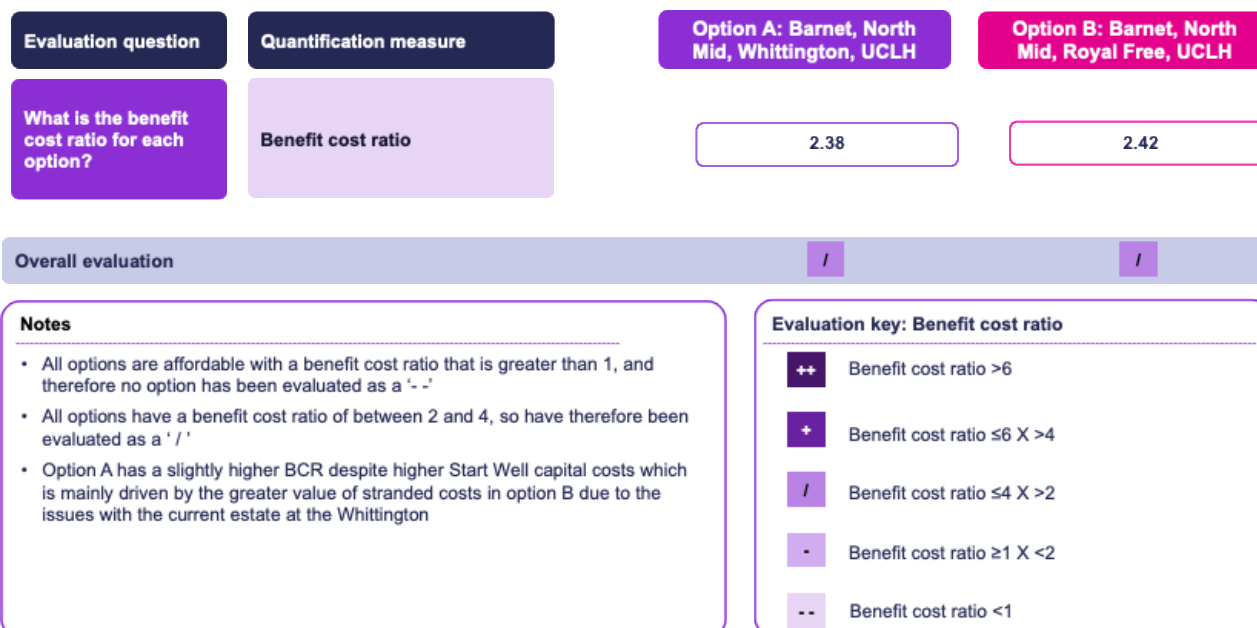 Evaluation question
Quantification measure
Option A: Barnet, North
Mid, Whittington, UCLH
Option B: Barnet, North
Mid, Royal Free, UCLH
What is the benefit
cost ratio for each
option?
Benefit cost ratio
2.38
2.42
Overall evaluation
/
/
Notes
• All options are affordable with a benefit cost ratio that is greater than 1, and
therefore no option has been evaluated as a ‘- -’
• All options have a benefit cost ratio of between 2 and 4, so have therefore been
evaluated as a ‘ / ’
• Option A has a slightly higher BCR despite higher Start Well capital costs which
is mainly driven by the greater value of stranded costs in option B due to the
issues with the current estate at the Whittington
Evaluation key: Benefit cost ratio
++ Benefit cost ratio >6
+ Benefit cost ratio ≤6 X >4
/ Benefit cost ratio ≤4 X >2
- Benefit cost ratio ≥1 X <2
- - Benefit cost ratio <1